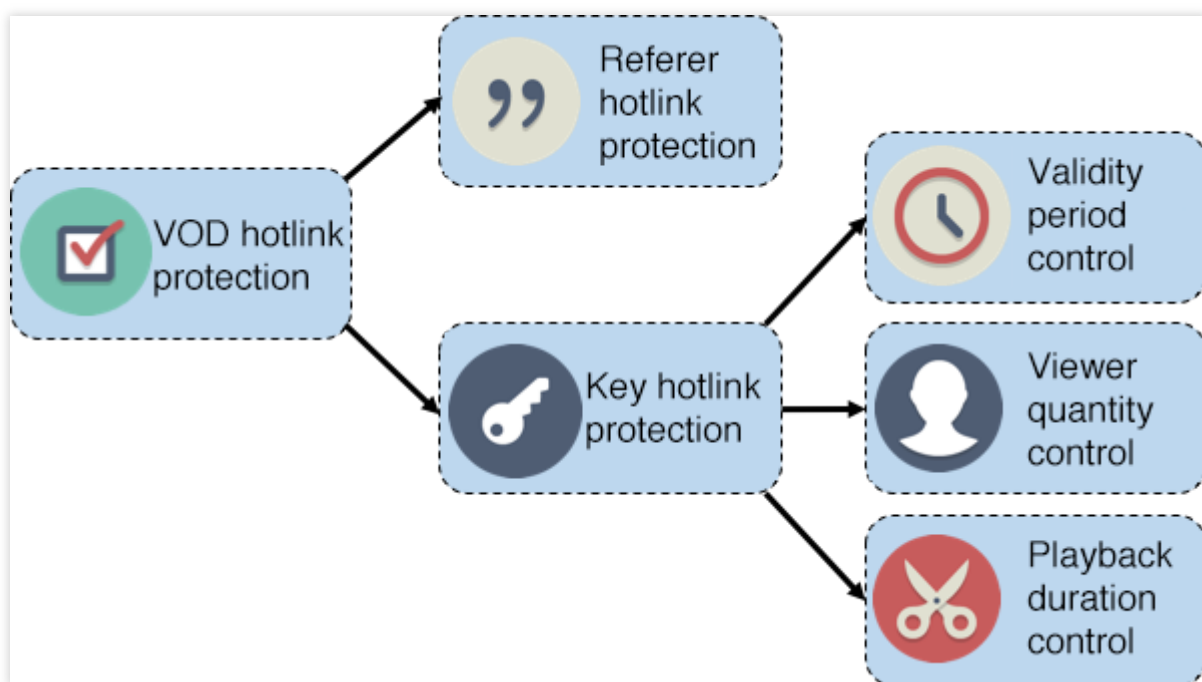 Referer
hotlink
protection
VOD hotlink
protection
Key hotlink
protection
Validity
period
control
Viewer
quantity
control
Playback
duration
control